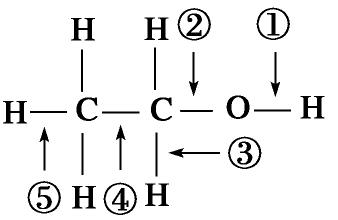 H H ② ①
H C C O H
③
⑤ H ④ H